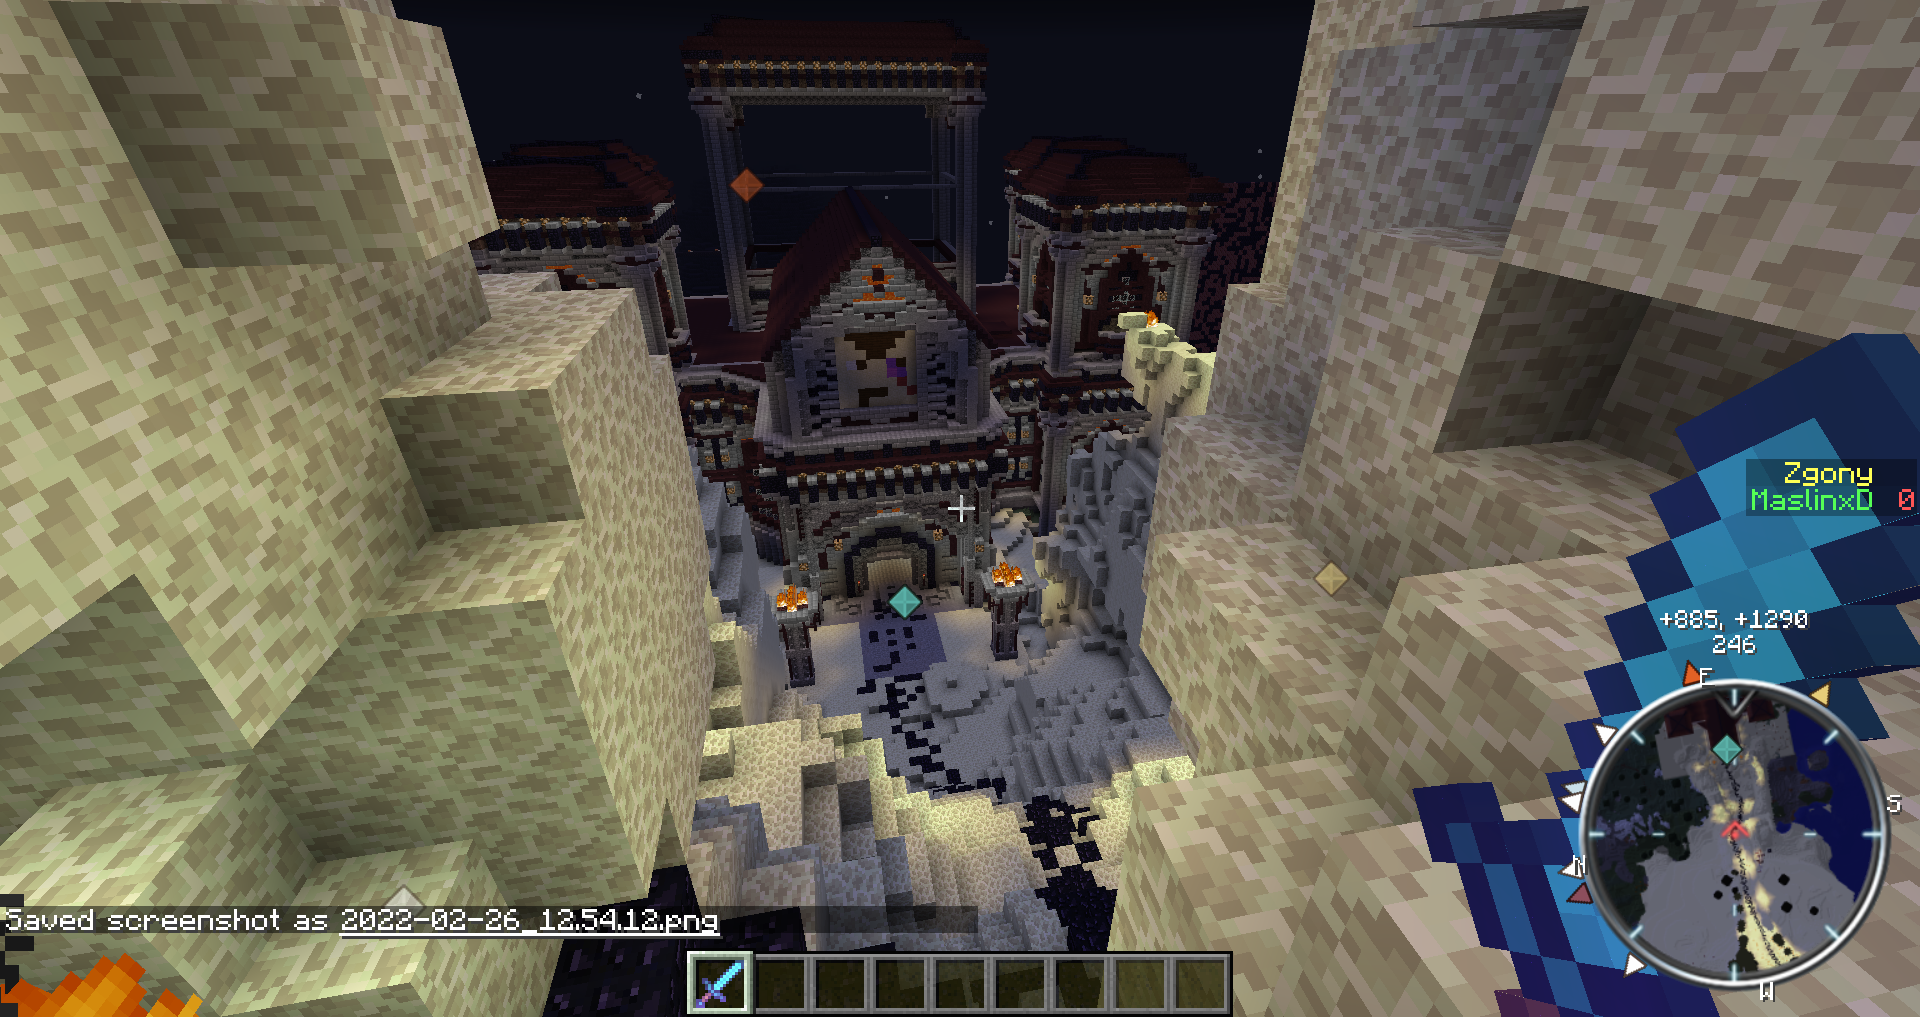 Zgony
MaslinxD 0
+885, +1290
246
E
S
N
W
Saved screenshot as 2022-02-26_12.54.12.png